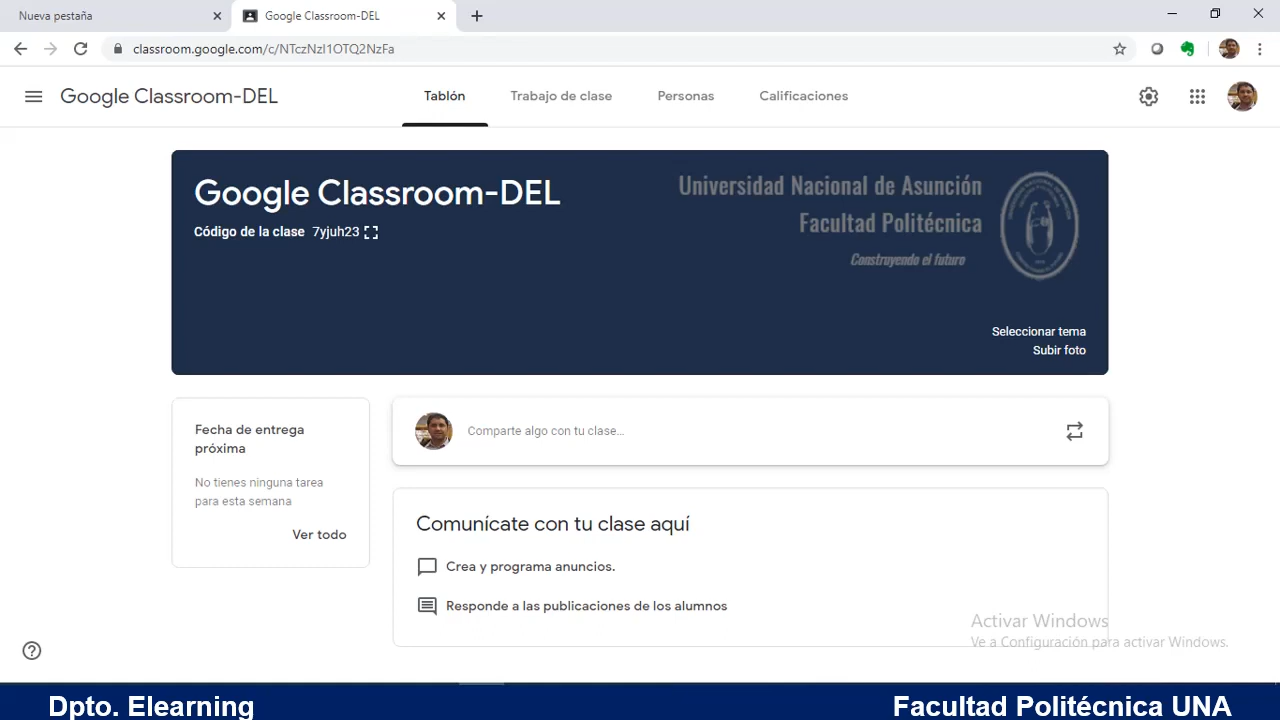 Nueva pestaña
Google Classroom-DEL
classroom.google.com/c/NTczNzI1OTQ2NzFa
Google Classroom-DEL
Tablón
Trabajo de clase
Personas
Calificaciones
Google Classroom-DEL
Código de la clase 7yjuh23
Universidad Nacional de Asunción
Facultad Politécnica
Construyendo el futuro
Seleccionar tema
Subir foto
Fecha de entrega
próxima
No tienes ninguna tarea
para esta semana
Ver todo
Comparte algo con tu clase...
Comunícate con tu clase aquí
Crea y programa anuncios.
Responde a las publicaciones de los alumnos
Activar Windows
Ve a Configuración para activar Windows.
Dpto. Elearning
Facultad Politécnica UNA